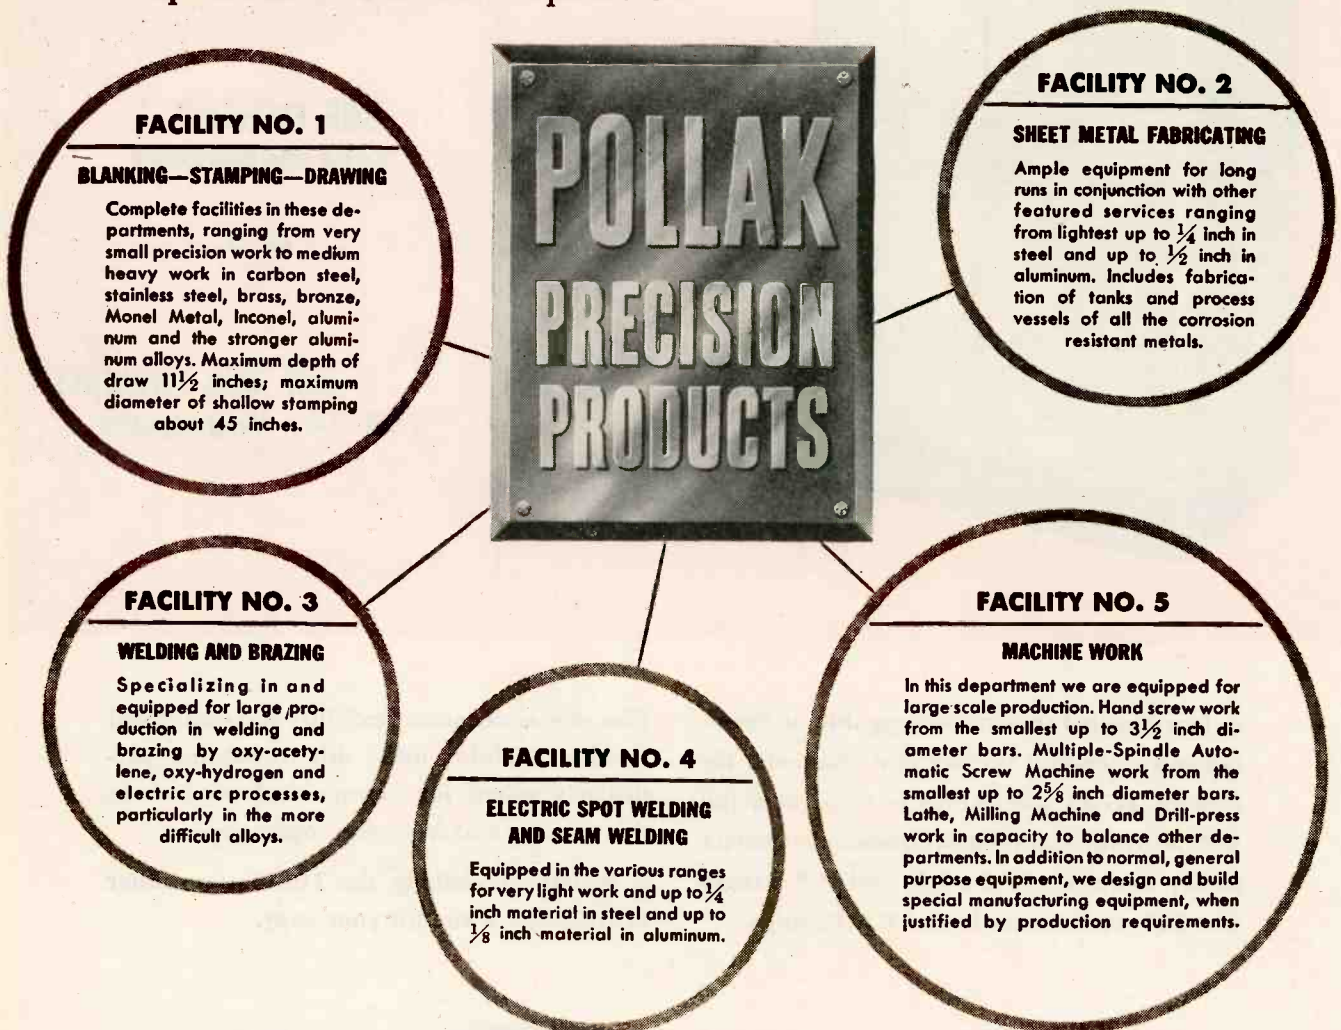 FACILITY NO. 1
BLANKING—STAMPING—DRAWING
Complete facilities in these de-
partments, ranging from very
small precision work to medium
heavy work in carbon steel,
stainless steel, brass, bronze,
Monel Metal, Inconel, alumi-
num and the stronger alumi-
num alloys. Maximum depth of
draw 11½ inches; maximum
diameter of shallow stamping
about 45 inches.
POLLAK
PRECISION
PRODUCTS
FACILITY NO. 2
SHEET METAL FABRICATING
Ample equipment for long
runs in conjunction with other
featured services ranging
from lightest up to ¼ inch in
steel and up to ½ inch in
aluminum. Includes fabrica-
tion of tanks and process
vessels of all the corrosion
resistant metals.
FACILITY NO. 3
WELDING AND BRAZING
Specializing in and
equipped for large pro-
duction in welding and
brazing by oxy-acety-
lene, oxy-hydrogen and
electric arc processes,
particularly in the more
difficult alloys.
FACILITY NO. 4
ELECTRIC SPOT WELDING
AND SEAM WELDING
Equipped in the various ranges
for very light work and up to ¼
inch material in steel and up to
⅛ inch material in aluminum.
FACILITY NO. 5
MACHINE WORK
In this department we are equipped for
large scale production. Hand screw work
from the smallest up to 3½ inch di-
ameter bars. Multiple-Spindle Auto-
matic Screw Machine work from the
smallest up to 2⅝ inch diameter bars.
Lathe, Milling Machine and Drill-press
work in capacity to balance other de-
partments. In addition to normal, general
purpose equipment, we design and build
special manufacturing equipment, when
justified by production requirements.